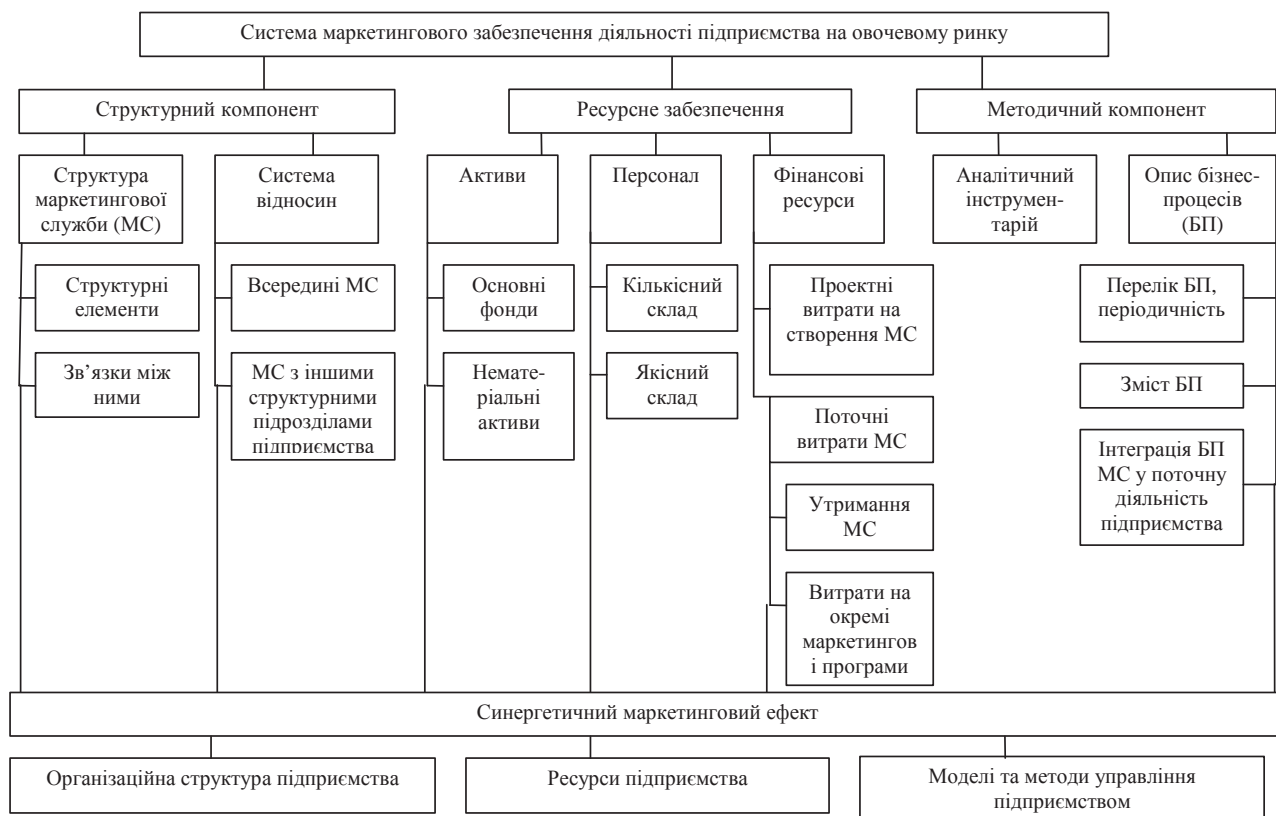 Система маркетингового забезпечення діяльності підприємства на овочевому ринку
Структурний компонент
Ресурсне забезпечення
Методичний компонент
Структура
маркетингової
служби (МС)
Система
відносин
Активи
Персонал
Фінансові
ресурси
Аналітичний
інструмен-
тарій
Опис бізнес-
процесів
(БП)
Структурні
елементи
Всередині МС
Основні
фонди
Кількісний
склад
Проектні
витрати на
створення МС
Перелік БП,
періодичність
Зв’язки між
ними
МС з іншими
структурними
підрозділами
підприємства
Немате-
ріальні
активи
Якісний
склад
Поточні
витрати МС
Зміст БП
Утримання
МС
Інтеграція БП
МС у поточну
діяльність
підприємства
Витрати на
окремі
маркетингов
і програми
Синергетичний маркетинговий ефект
Організаційна структура підприємства
Ресурси підприємства
Моделі та методи управління
підприємством